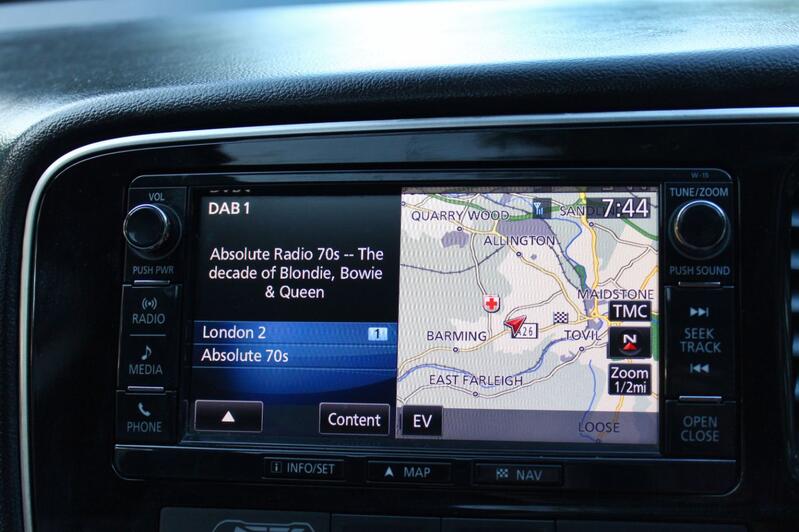 W-15
VOL
PUSH PWR
RADIO
MEDIA
PHONE
DAB 1
Absolute Radio 70s -- The
decade of Blondie, Bowie
& Queen
London 2 1
Absolute 70s
Content
7:44
QUARRY WOOD
ALLINGTON
MAIDSTONE
BARMING
A26
TOVIL
EAST FARLEIGH
LOOSE
TMC
N
Zoom
1/2mi
EV
TUNE/ZOOM
PUSH SOUND
SEEK
TRACK
OPEN
CLOSE
i INFO/SET
MAP
NAV